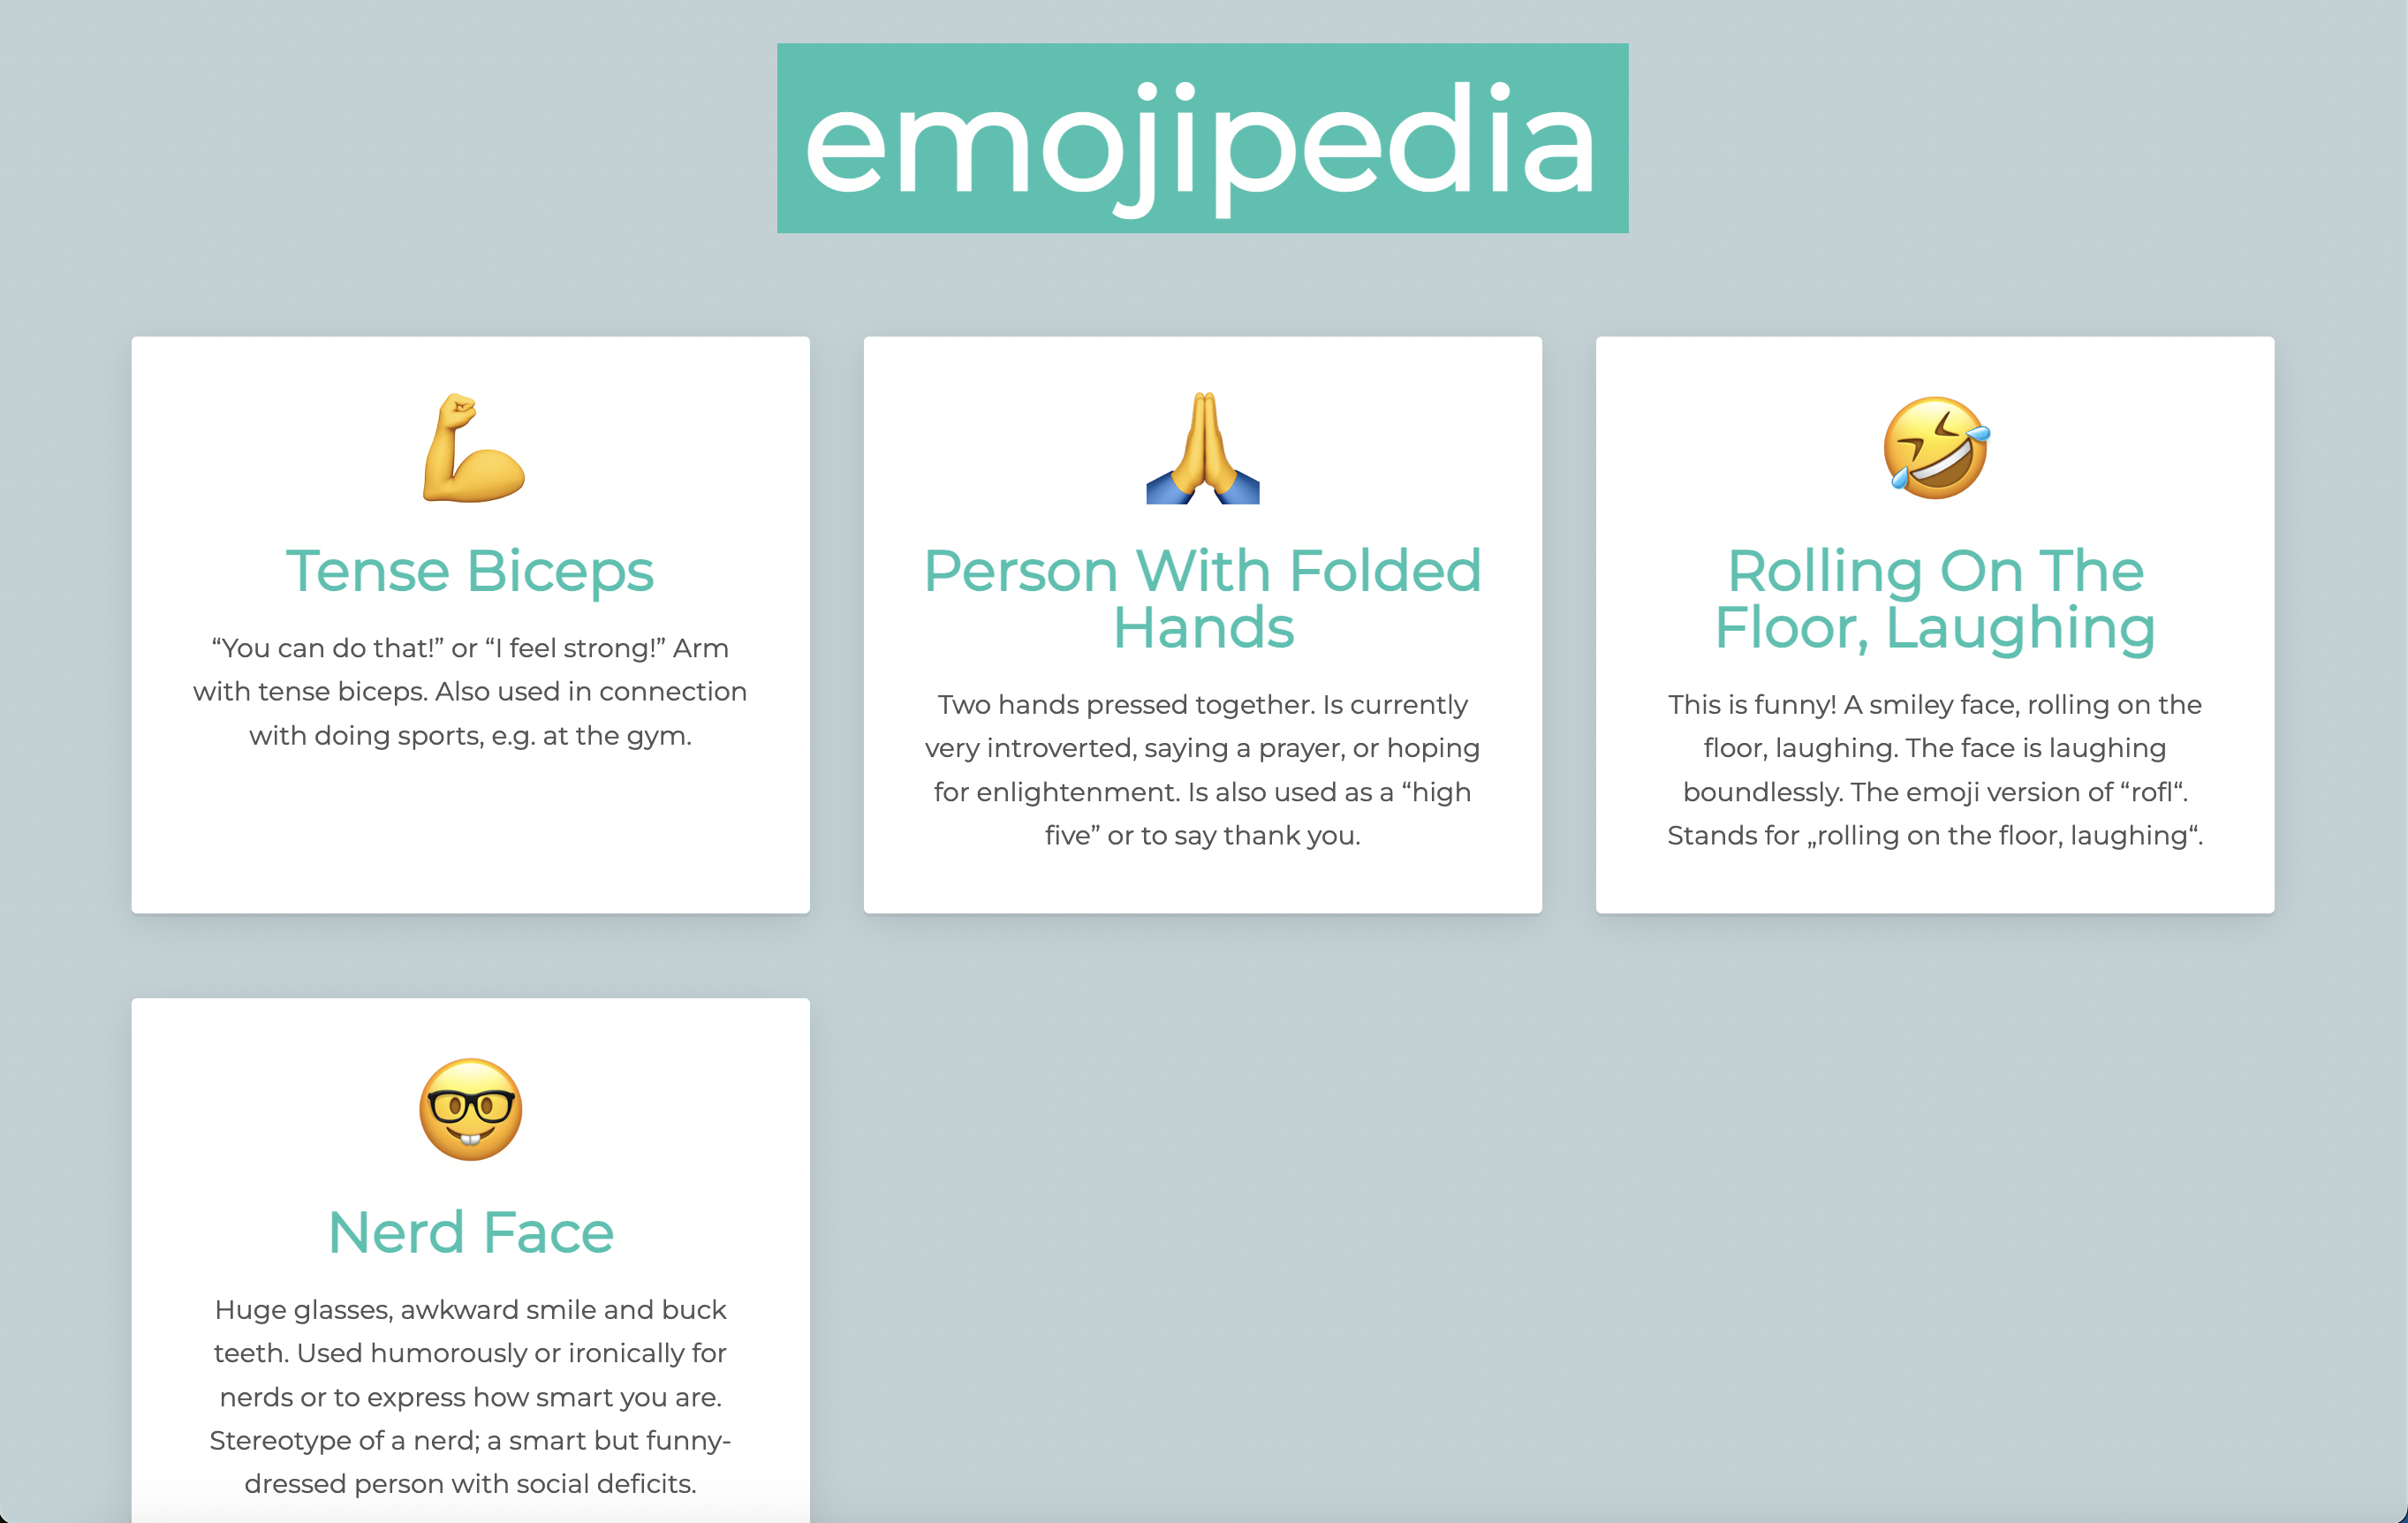 emojipedia
Tense Biceps
“You can do that!” or “I feel strong!” Arm
with tense biceps. Also used in connection
with doing sports, e.g. at the gym.
Person With Folded
Hands
Two hands pressed together. Is currently
very introverted, saying a prayer, or hoping
for enlightenment. Is also used as a “high
five” or to say thank you.
Rolling On The
Floor, Laughing
This is funny! A smiley face, rolling on the
floor, laughing. The face is laughing
boundlessly. The emoji version of “rofl“.
Stands for „rolling on the floor, laughing“.
Nerd Face
Huge glasses, awkward smile and buck
teeth. Used humorously or ironically for
nerds or to express how smart you are.
Stereotype of a nerd; a smart but funny-
dressed person with social deficits.